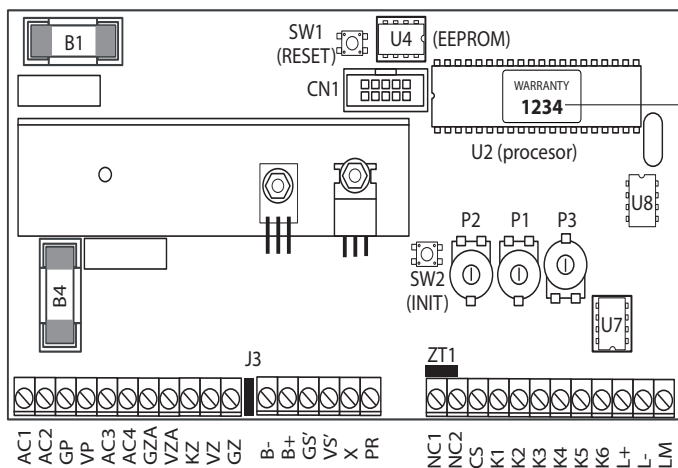 B1
SW1
(RESET)
U4
(EEPROM)
CN1
WARRANTY
1234
U2 (procesor)
U8
P2
P1
P3
SW2
(INIT)
B4
U7
J3
ZT1
AC1
AC2
GP
VP
AC3
AC4
GZA
VZA
KZ
VZ
GZ
B-
B+
GS'
VS'
X
PR
NC1
NC2
CS
K1
K2
K3
K4
K5
K6
L+
L-
LM